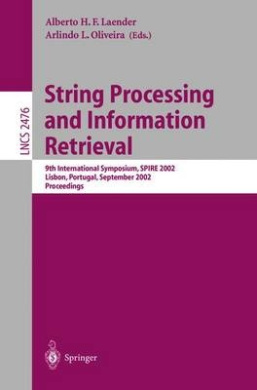 Alberto H. F. Laender
Arlindo L. Oliveira (Eds.)
LNCS 2476
String Processing
and Information
Retrieval
9th International Symposium, SPIRE 2002
Lisbon, Portugal, September 2002
Proceedings
Springer